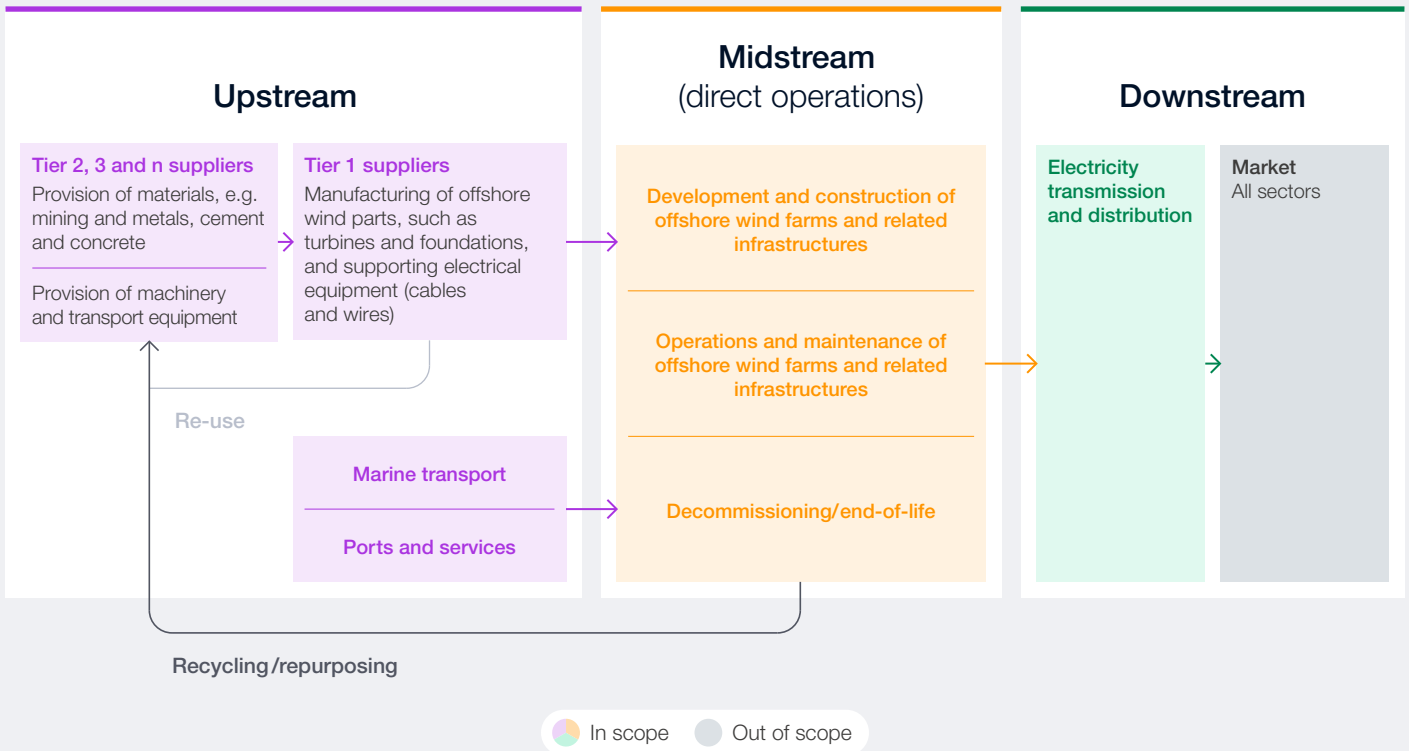 Upstream
Tier 2, 3 and n suppliers
Provision of materials, e.g.
mining and metals, cement
and concrete
Provision of machinery
and transport equipment
Tier 1 suppliers
Manufacturing of offshore
wind parts, such as
turbines and foundations,
and supporting electrical
equipment (cables
and wires)
Re-use
Marine transport
Ports and services
Midstream
(direct operations)
Development and construction of
offshore wind farms and related
infrastructures
Operations and maintenance of
offshore wind farms and related
infrastructures
Decommissioning/end-of-life
Downstream
Electricity
transmission
and distribution
Market
All sectors
Recycling/repurposing
In scope
Out of scope